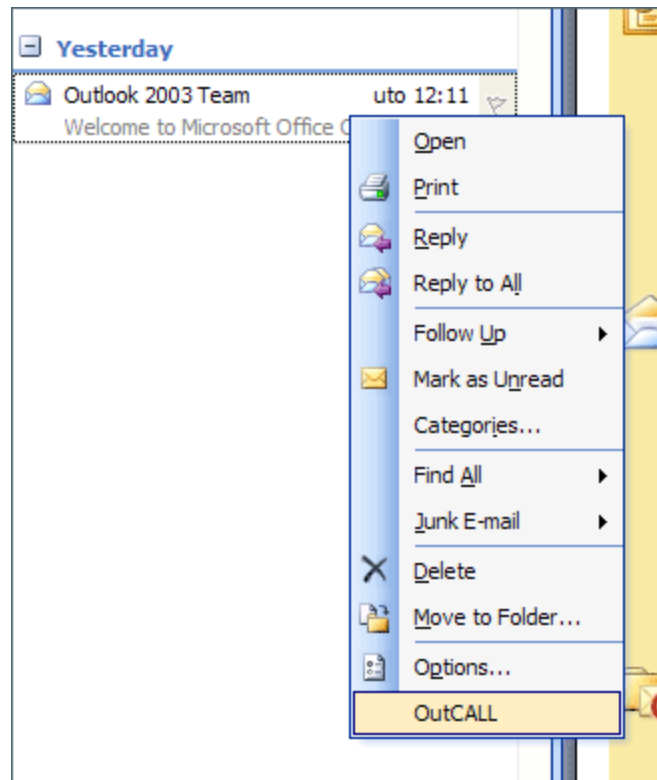 Yesterday
Outlook 2003 Team uto 12:11
Welcome to Microsoft Office
Open
Print
Reply
Reply to All
Follow Up
Mark as Unread
Categories...
Find All
Junk E-mail
Delete
Move to Folder...
Options...
OutCALL